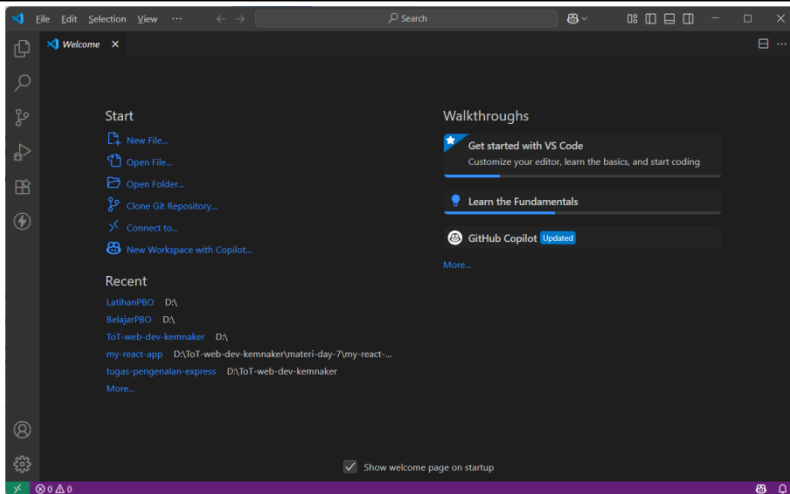 File Edit Selection View ... Search
Welcome
Start
New File...
Open File...
Open Folder...
Clone Git Repository...
Connect to...
New Workspace with Copilot...
Recent
LatihanPBO D:\
BelajarPBO D:\
ToT-web-dev-kemnaker D:\
my-react-app D:\ToT-web-dev-kemnaker\materi-day-7\my-react-...
tugas-pengenalan-express D:\ToT-web-dev-kemnaker
More...
Walkthroughs
Get started with VS Code
Customize your editor, learn the basics, and start coding
Learn the Fundamentals
GitHub Copilot Updated
More...
Show welcome page on startup
0 0